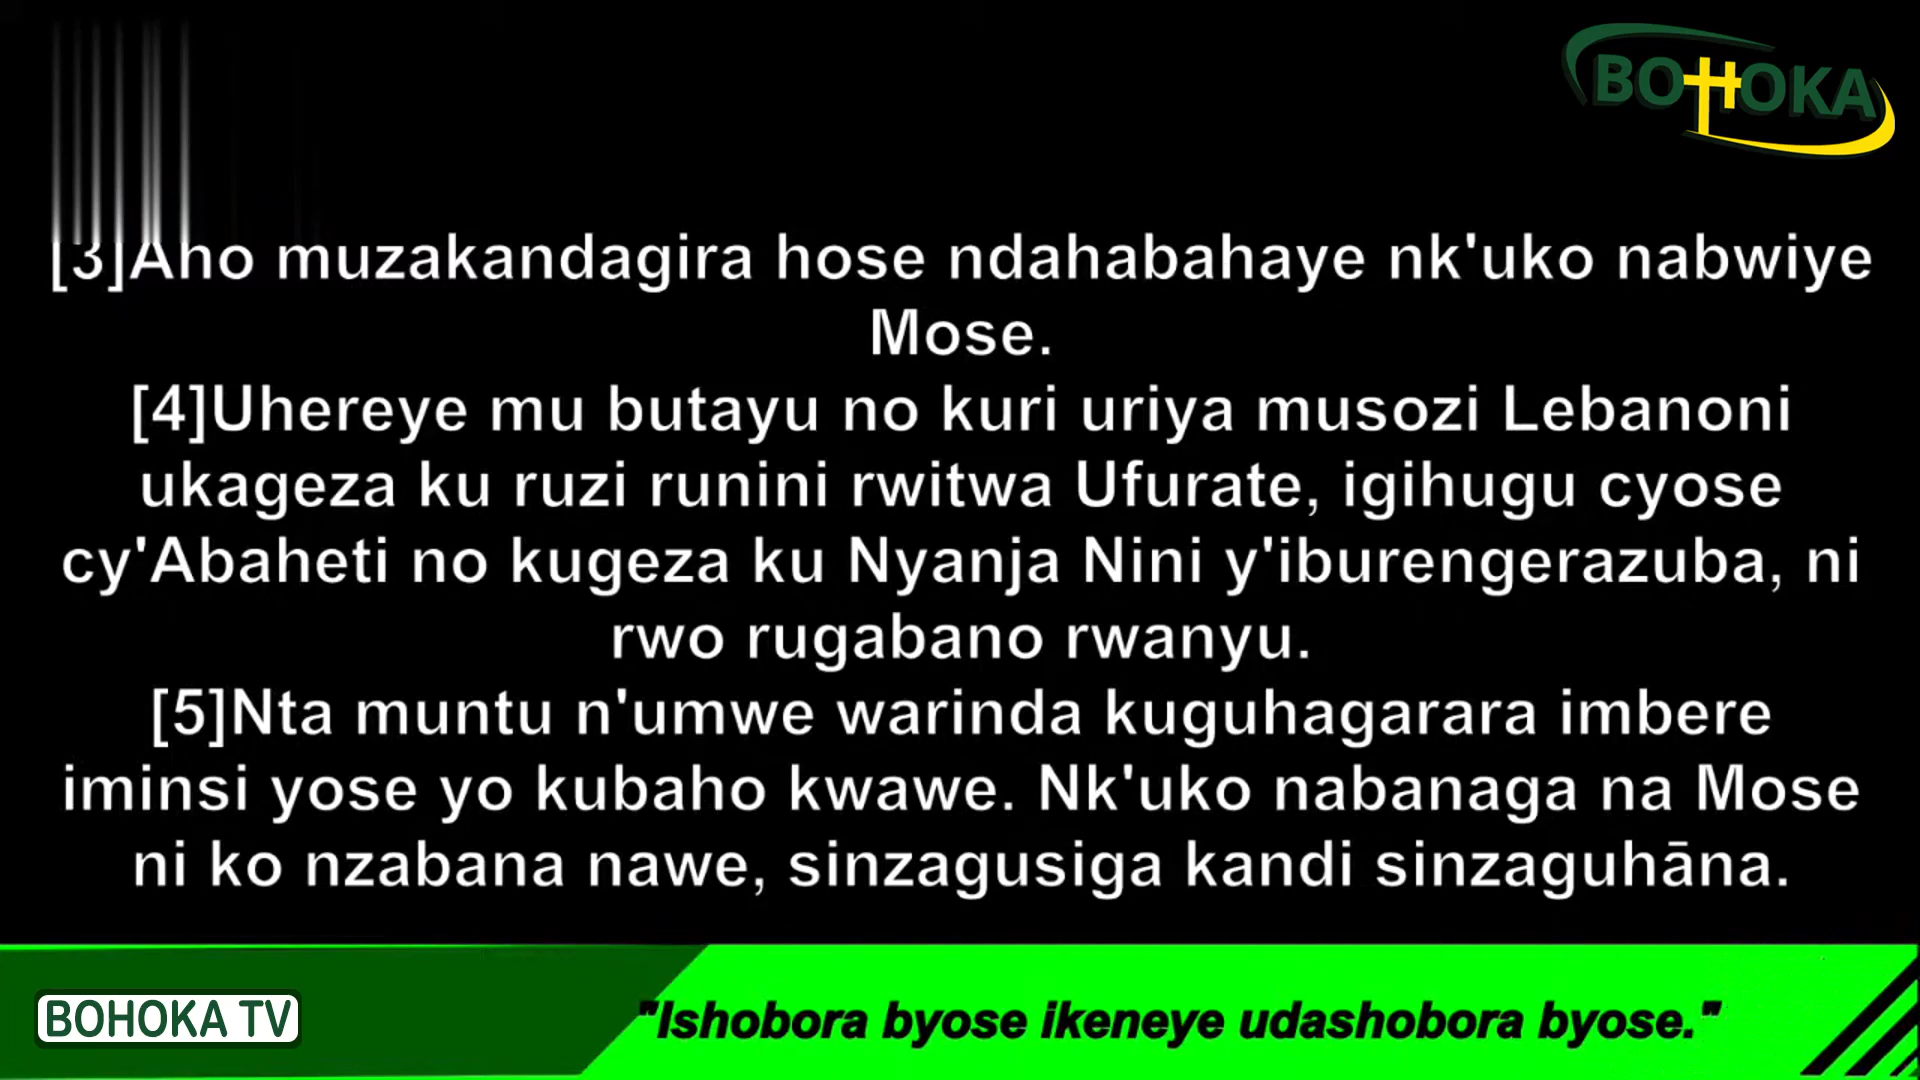 BOHOKA
[3]Aho muzakandagira hose ndahabahaye nk'uko nabwiye
Mose.
[4]Uhereye mu butayu no kuri uriya musozi Lebanoni
ukageza ku ruzi runini rwitwa Ufurate, igihugu cyose
cy'Abaheti no kugeza ku Nyanja Nini y'iburengerazuba, ni
rwo rugabano rwanyu.
[5]Nta muntu n'umwe warinda kuguhagarara imbere
iminsi yose yo kubaho kwawe. Nk'uko nabanaga na Mose
ni ko nzabana nawe, sinzagusiga kandi sinzaguhāna.
BOHOKA TV
"Ishobora byose ikeneye udashobora byose."